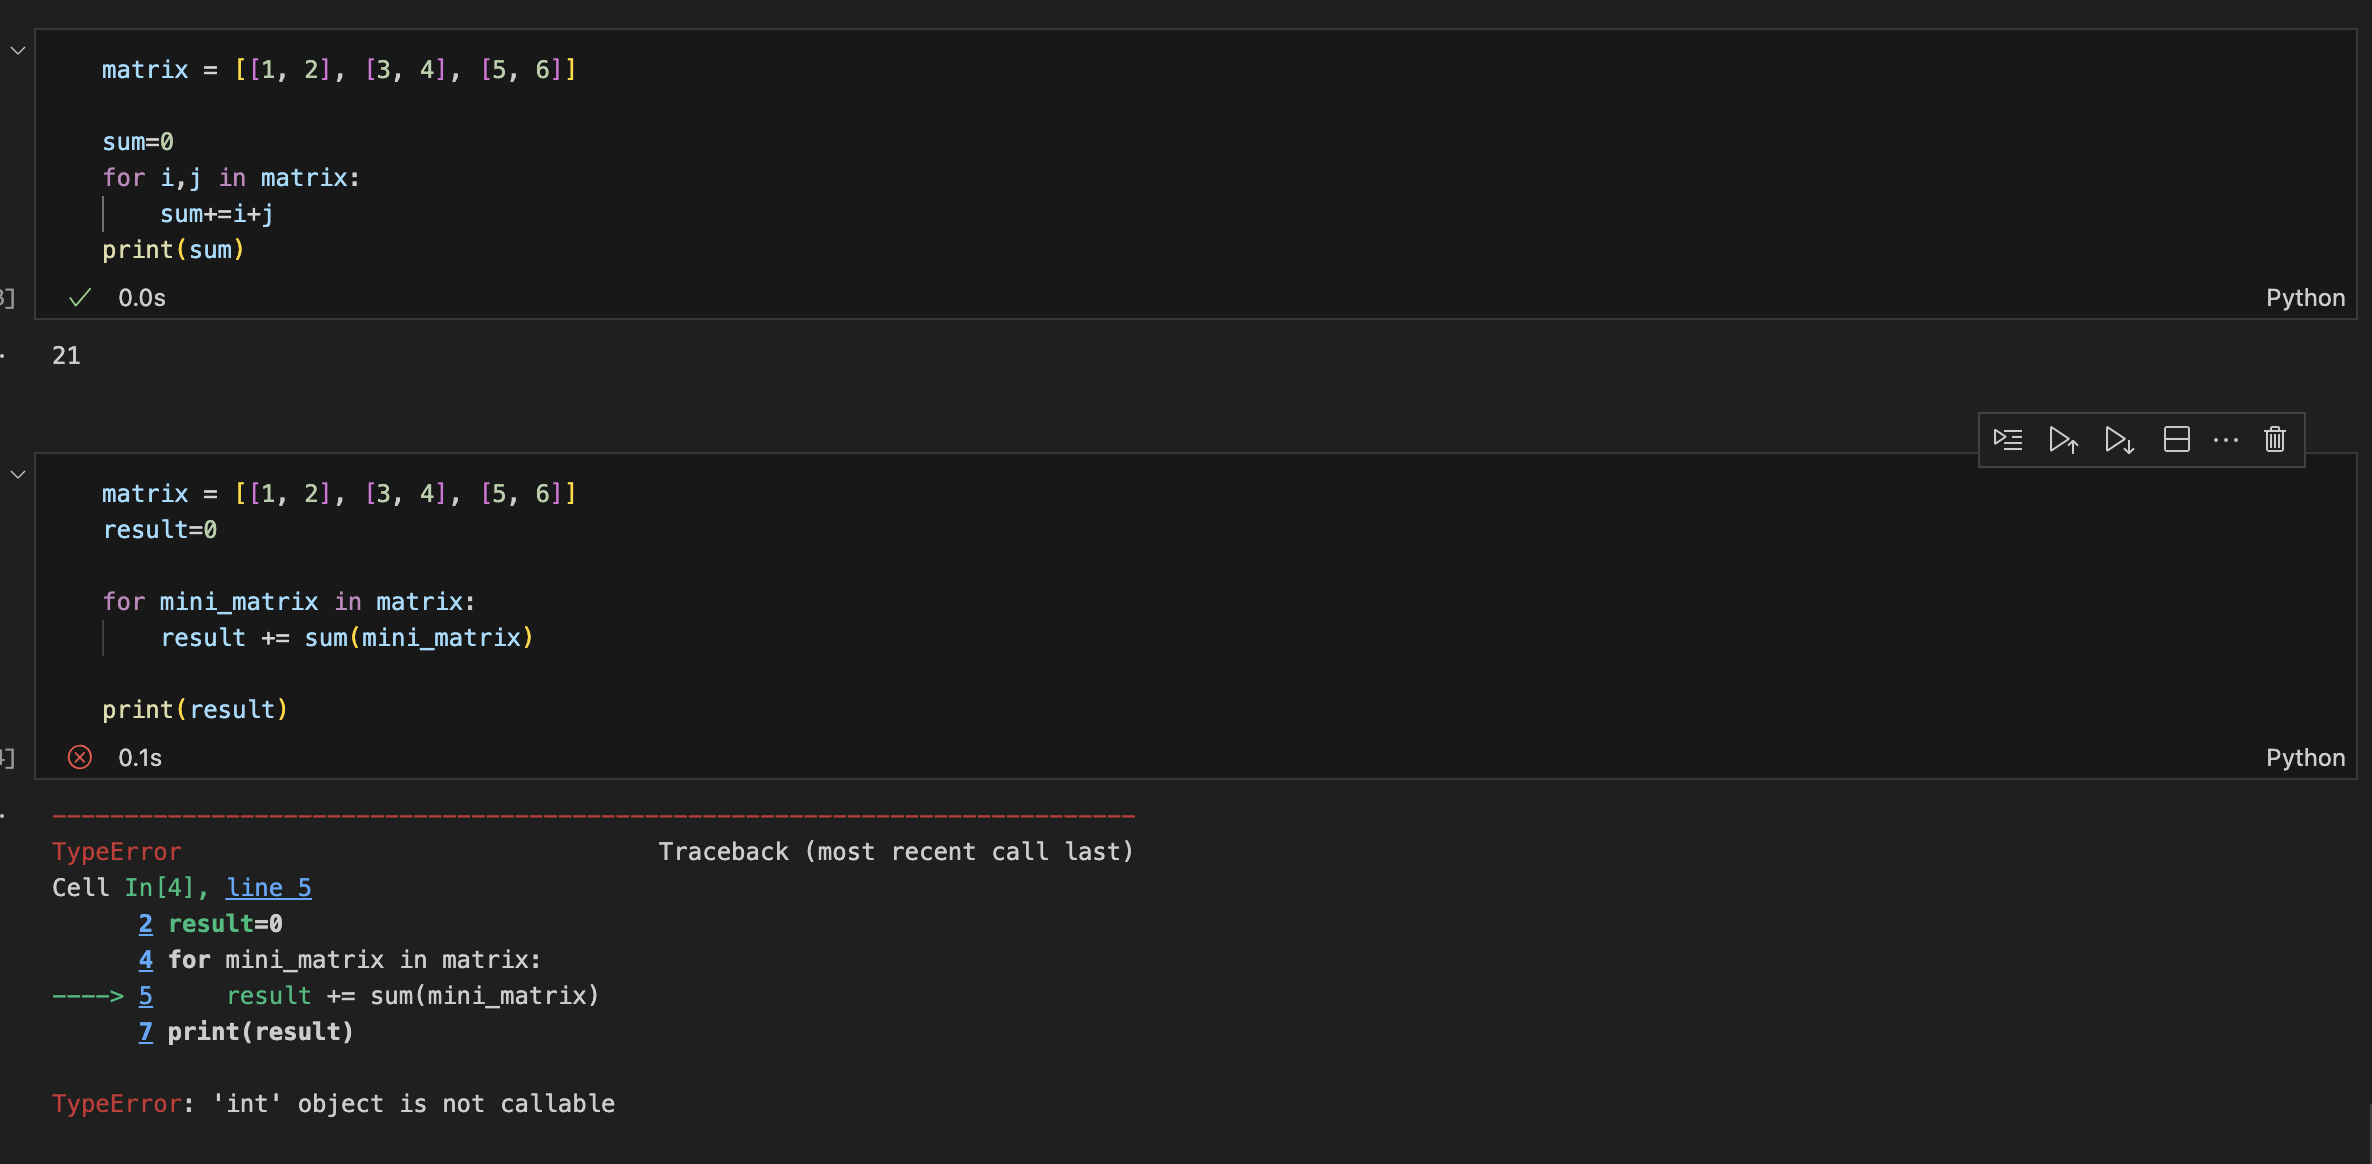 matrix = [[1, 2], [3, 4], [5, 6]]
sum=0
for i,j in matrix:
    sum+=i+j
print(sum)
3]
0.0s
Python
21
matrix = [[1, 2], [3, 4], [5, 6]]
result=0
for mini_matrix in matrix:
    result += sum(mini_matrix)
print(result)
4]
0.1s
Python
---------------------------------------------------------------------------
TypeError                                 Traceback (most recent call last)
Cell In[4], line 5
      2 result=0
      4 for mini_matrix in matrix:
----> 5     result += sum(mini_matrix)
      7 print(result)
TypeError: 'int' object is not callable